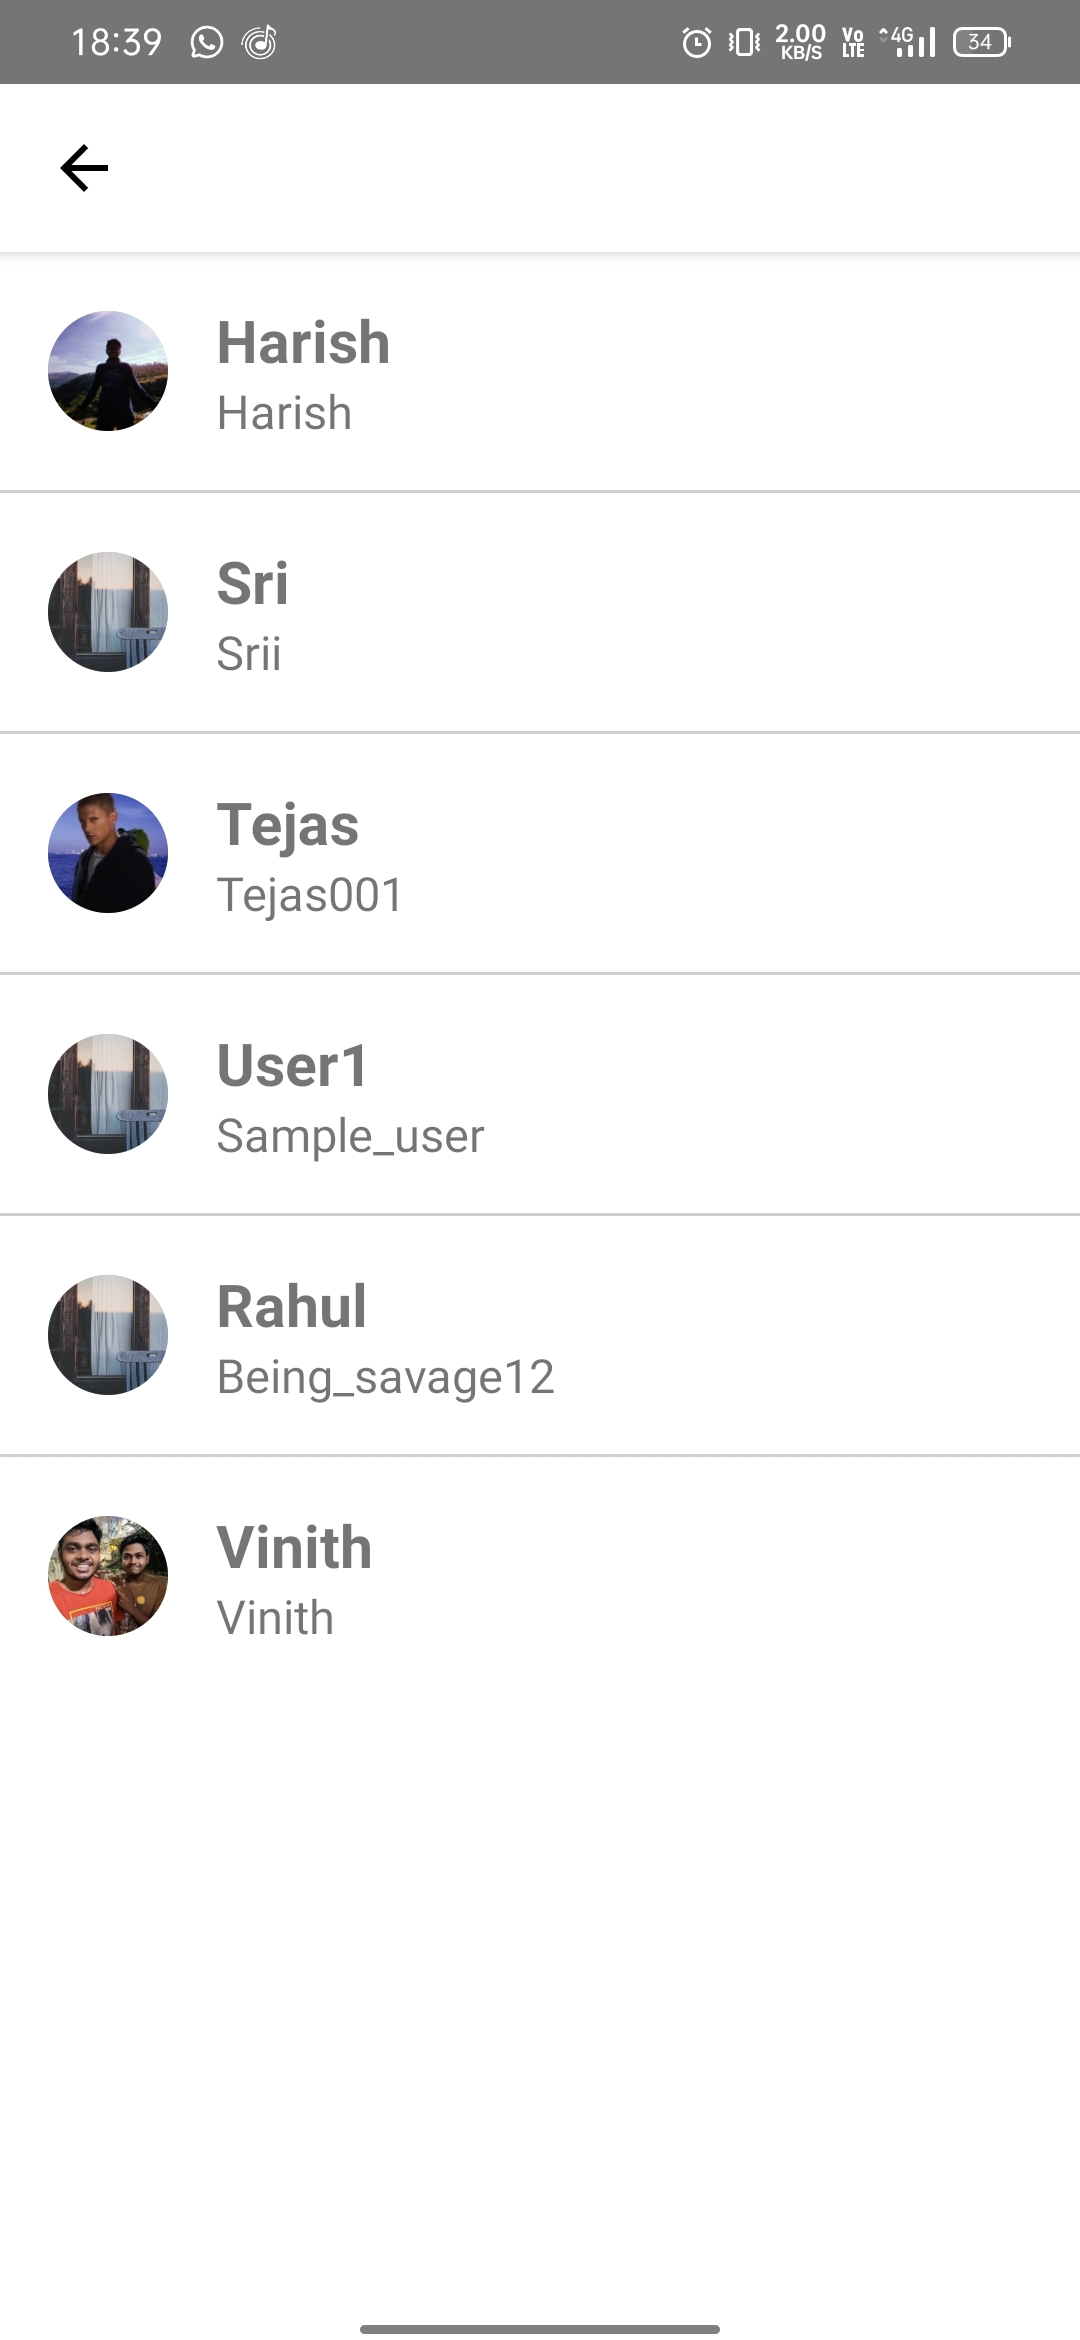 18:39 2.00 KB/S Vo LTE 4G 34
Harish
Harish
Sri
Srii
Tejas
Tejas001
User1
Sample_user
Rahul
Being_savage12
Vinith
Vinith